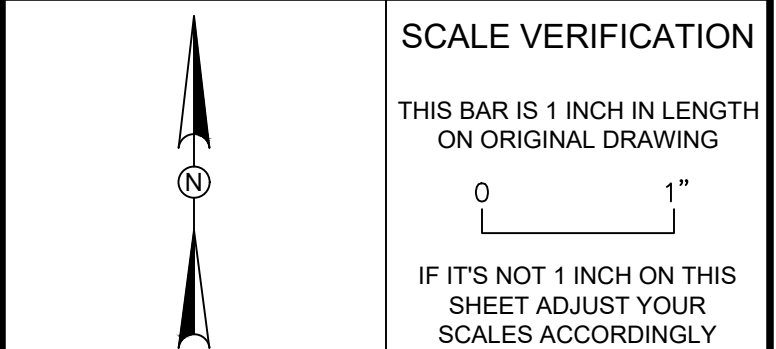 N
SCALE VERIFICATION
THIS BAR IS 1 INCH IN LENGTH
ON ORIGINAL DRAWING
0 1”
IF IT'S NOT 1 INCH ON THIS
SHEET ADJUST YOUR
SCALES ACCORDINGLY